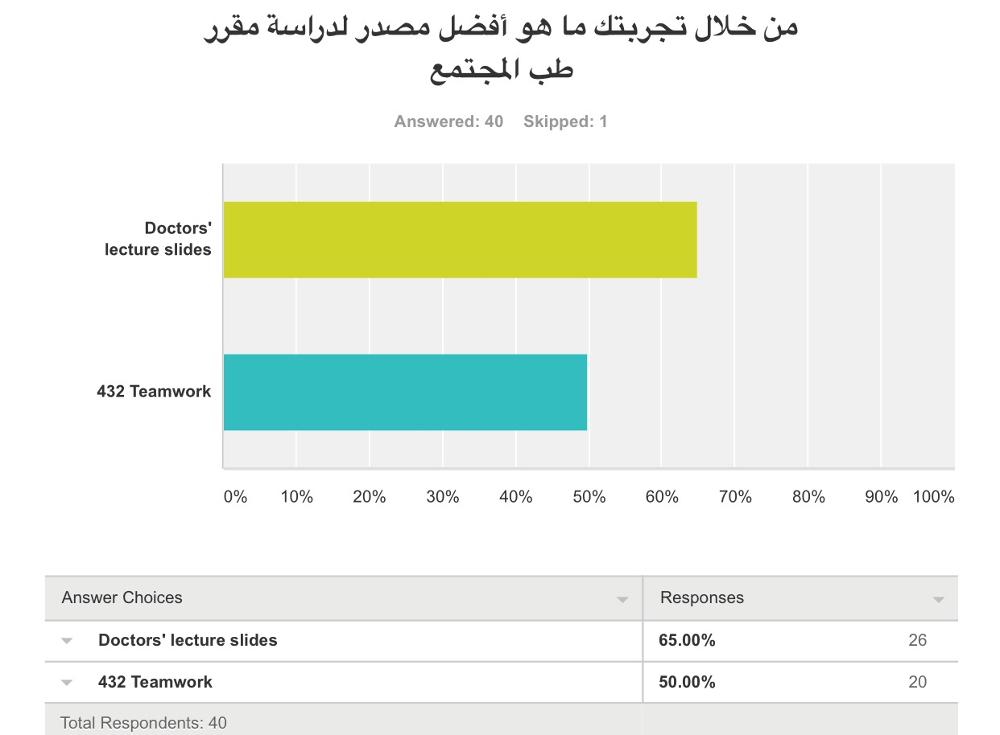 من خلال تجربتك ما هو أفضل مصدر لدراسة مقرر
طب المجتمع
Answered: 40 Skipped: 1
Doctors'
lecture slides
432 Teamwork
0% 10% 20% 30% 40% 50% 60% 70% 80% 90% 100%
Answer Choices Responses
Doctors' lecture slides 65.00% 26
432 Teamwork 50.00% 20
Total Respondents: 40